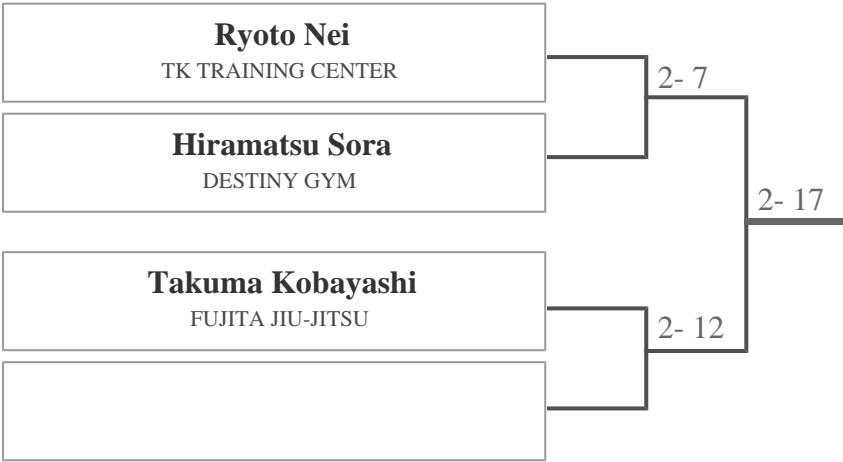 Ryoto Nei
TK TRAINING CENTER
2- 7
Hiramatsu Sora
DESTINY GYM
2- 17
Takuma Kobayashi
FUJITA JIU-JITSU
2- 12